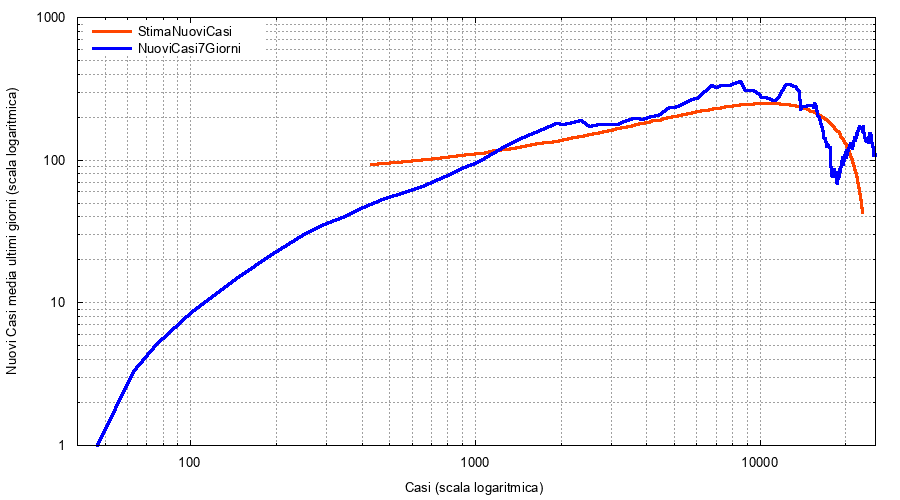 1000
StimaNuoviCasi
NuoviCasi7Giorni
100
10
1
Nuovi Casi media ultimi giorni (scala logaritmica)
100
1000
10000
Casi (scala logaritmica)